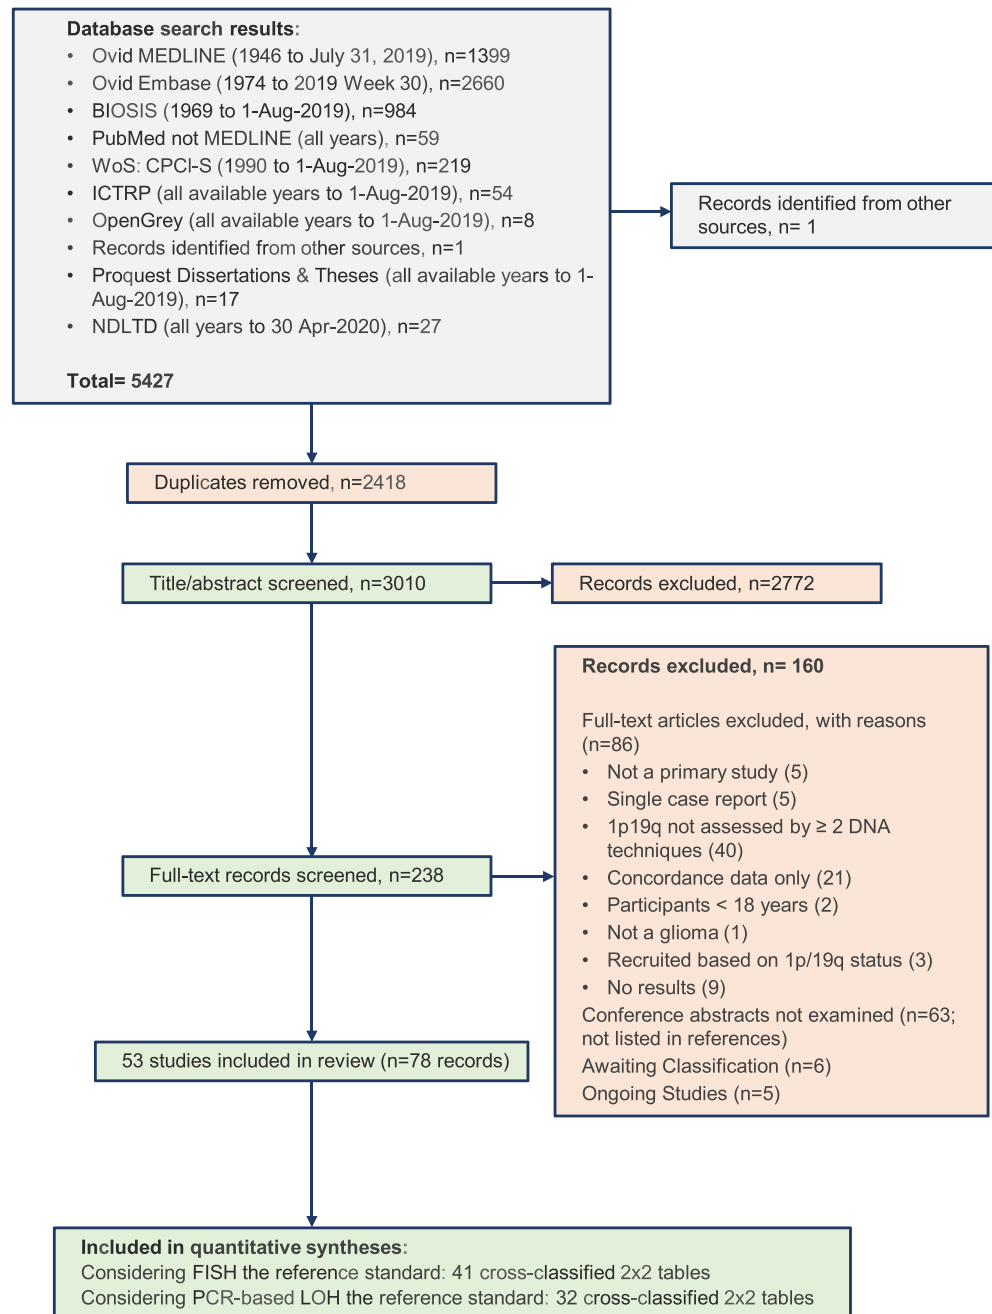 Database search results:
• Ovid MEDLINE (1946 to July 31, 2019), n=1399
• Ovid Embase (1974 to 2019 Week 30), n=2660
• BIOSIS (1969 to 1-Aug-2019), n=984
• PubMed not MEDLINE (all years), n=59
• WoS: CPCI-S (1990 to 1-Aug-2019), n=219
• ICTRP (all available years to 1-Aug-2019), n=54
• OpenGrey (all available years to 1-Aug-2019), n=8
• Records identified from other sources, n=1
• Proquest Dissertations & Theses (all available years to 1-
Aug-2019), n=17
• NDLTD (all years to 30 Apr-2020), n=27
Total= 5427
Records identified from other
sources, n= 1
Duplicates removed, n=2418
Title/abstract screened, n=3010
Records excluded, n=2772
Records excluded, n= 160
Full-text articles excluded, with reasons
(n=86)
• Not a primary study (5)
• Single case report (5)
• 1p19q not assessed by ≥ 2 DNA
techniques (40)
• Concordance data only (21)
• Participants < 18 years (2)
• Not a glioma (1)
• Recruited based on 1p/19q status (3)
• No results (9)
Conference abstracts not examined (n=63;
not listed in references)
Awaiting Classification (n=6)
Ongoing Studies (n=5)
Full-text records screened, n=238
53 studies included in review (n=78 records)
Included in quantitative syntheses:
Considering FISH the reference standard: 41 cross-classified 2x2 tables
Considering PCR-based LOH the reference standard: 32 cross-classified 2x2 tables